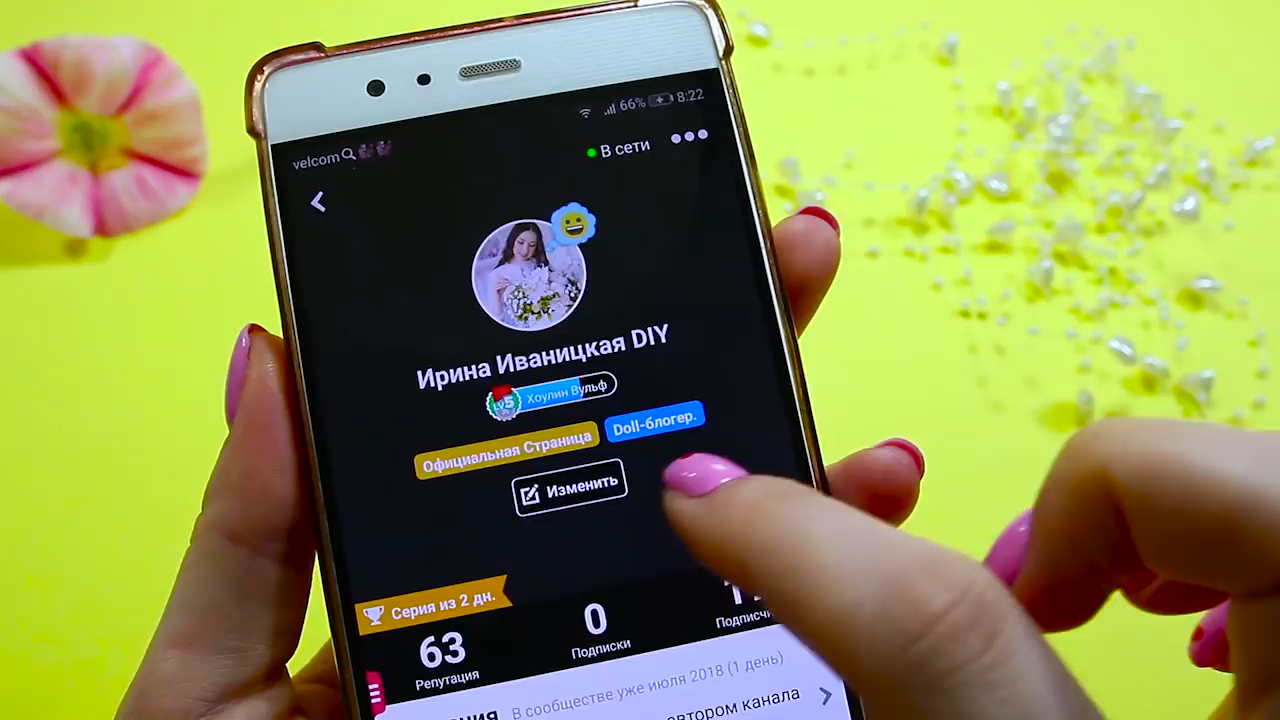 velcom 66% 8:22
В сети
Ирина Иваницкая DIY
LV5 Хоулин Вульф
Официальная Страница Doll-блогер.
Изменить
Серия из 2 дн.
63 0
Репутация Подписки
В сообществе уже июля 2018 (1 день)
автором канала